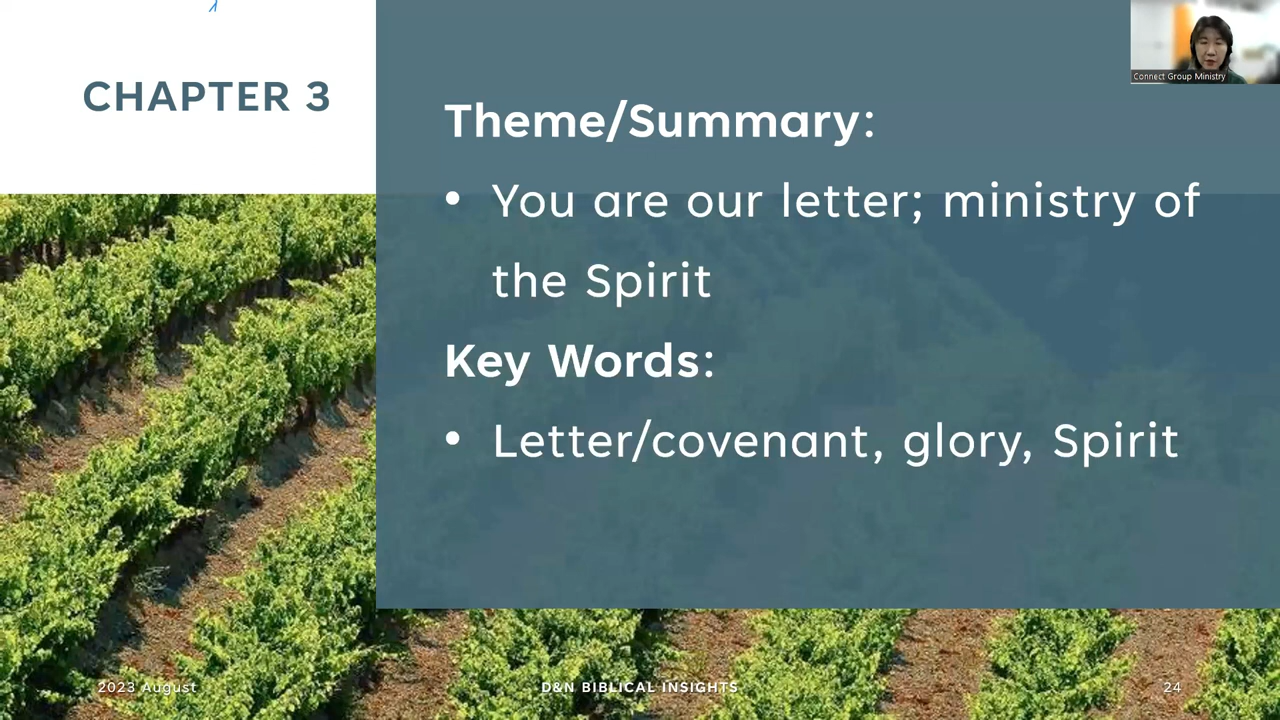 CHAPTER 3
Connect Group Ministry
Theme/Summary:
• You are our letter; ministry of
the Spirit
Key Words:
• Letter/covenant, glory, Spirit
2023 August
D&N BIBLICAL INSIGHTS
24